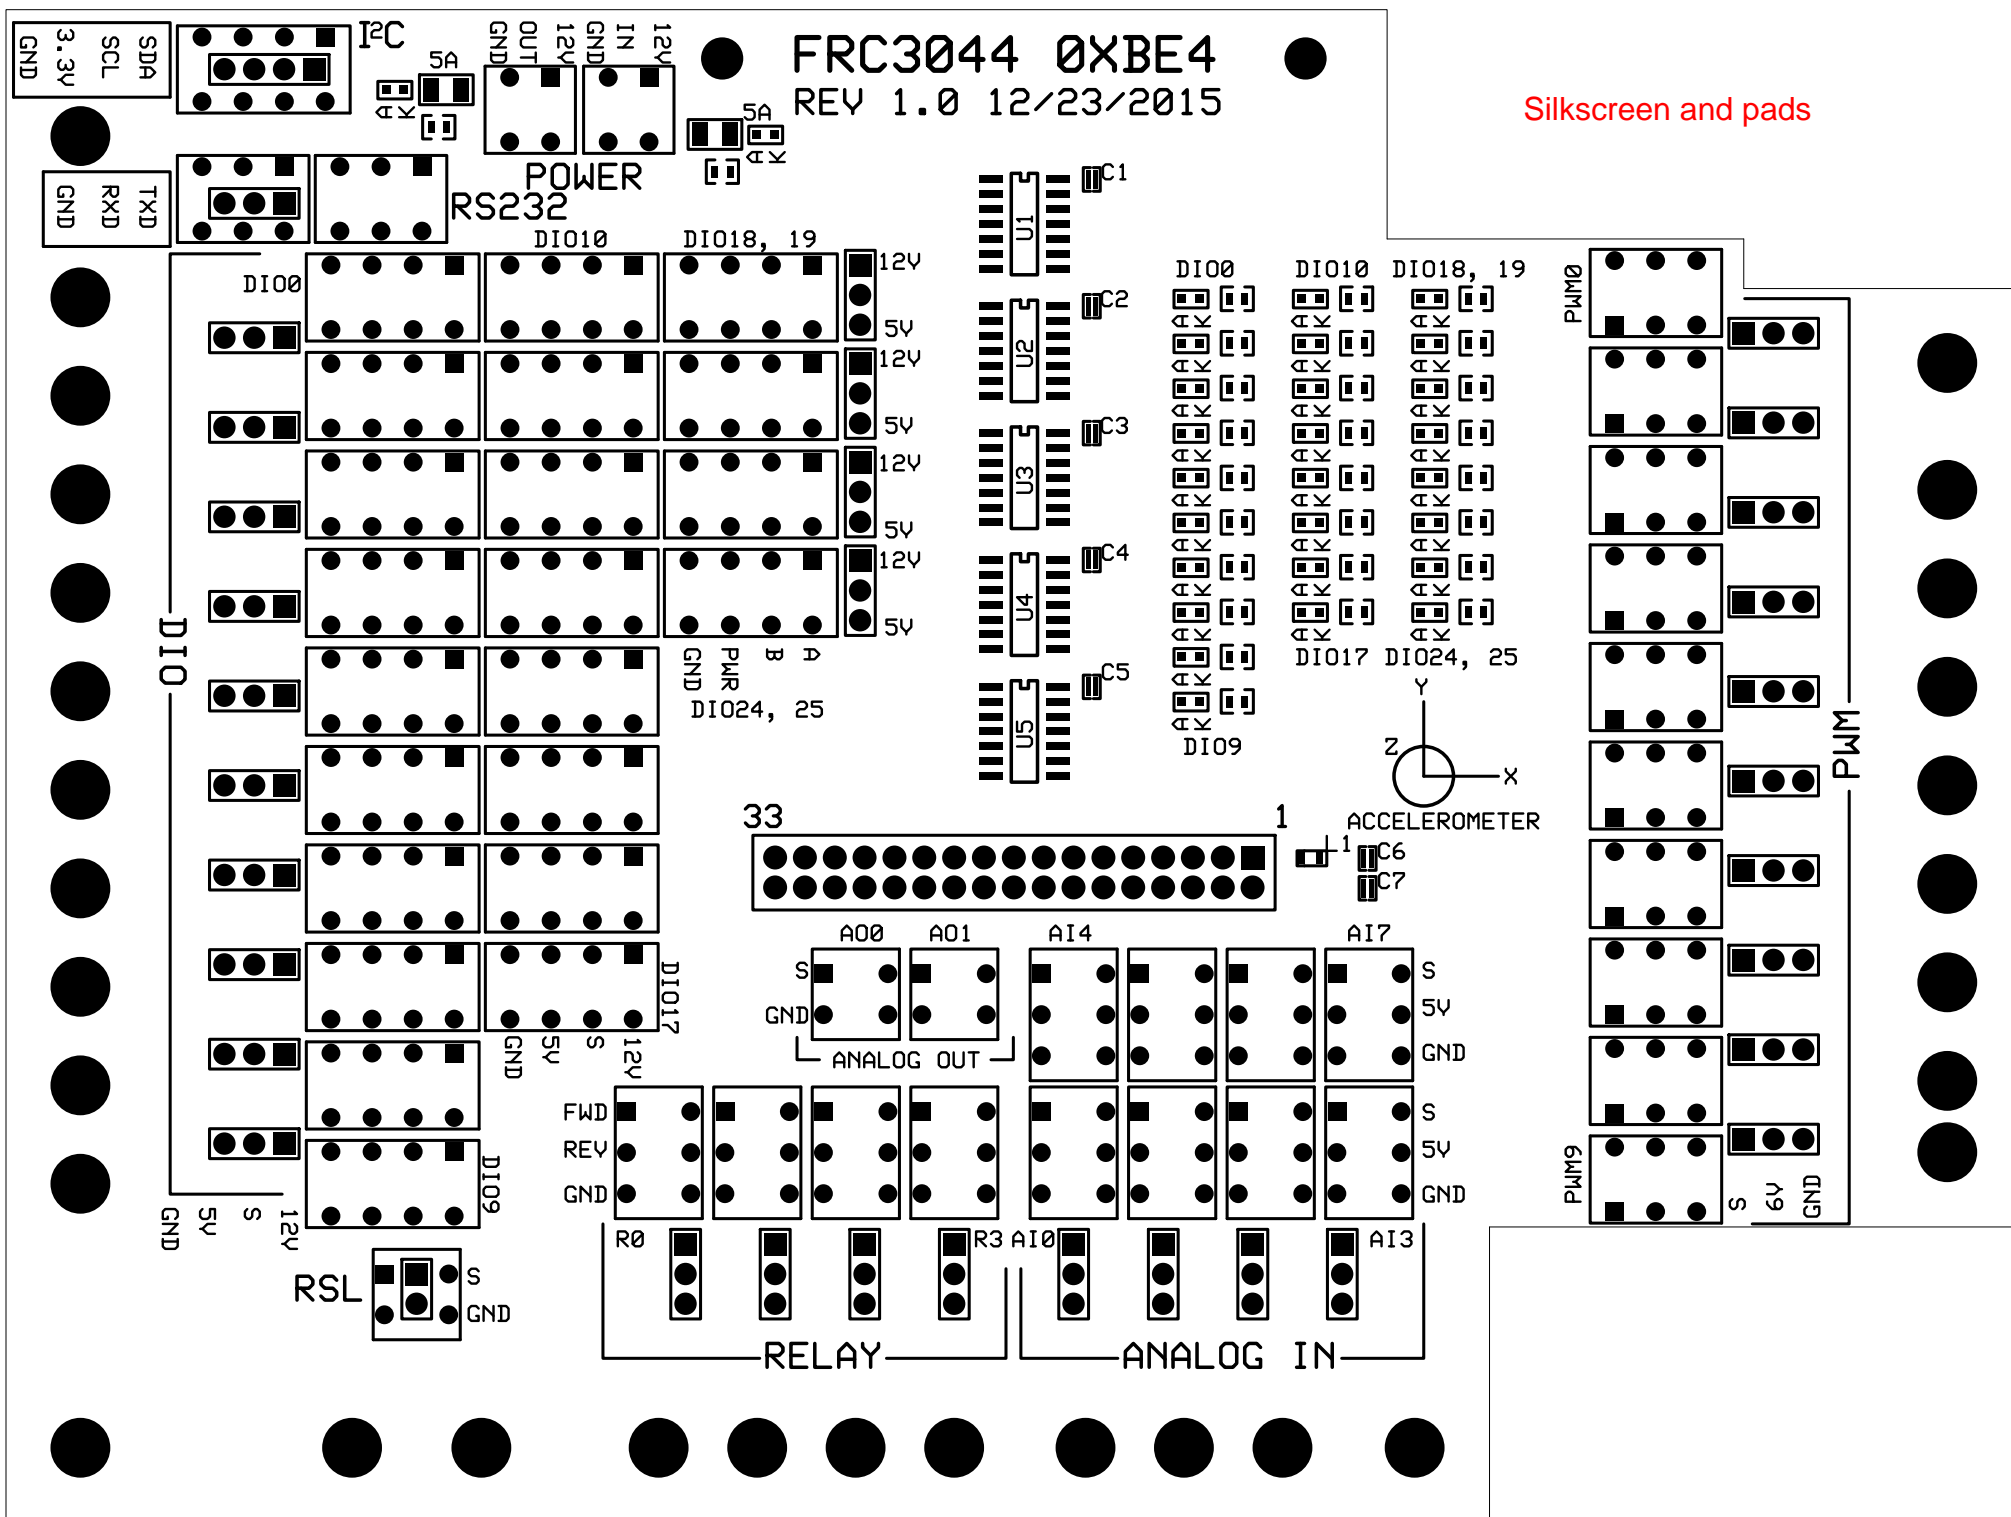 SDA
SCL
3.3V
GND
I²C
5A
A K
GND
OUT
12V
GND
IN
12V
FRC3044 0XBE4
REV 1.0 12/23/2015
Silkscreen and pads
5A
A K
POWER
TXD
RXD
GND
RS232
C1
U1
DIO0
DIO10
DIO18, 19
12V
5V
12V
5V
12V
5V
12V
5V
C2
U2
C3
U3
C4
U4
C5
U5
DIO0 DIO10 DIO18, 19
A K A K A K
A K A K A K
A K A K A K
A K A K A K
A K A K A K
A K A K A K
A K A K A K
A K A K A K
DIO17 DIO24, 25
A K
A K
DIO9
PWM0
DIO
GND
PWR
B
A
DIO24, 25
Y
Z
X
ACCELEROMETER
PWM
33
1
1
C6
C7
AO0 AO1 AI4 AI7
S
GND
ANALOG OUT
S
5V
GND
DIO17
GND
5V
S
12V
FWD
REV
GND
S
5V
GND
DIO9
GND
5V
S
12V
PWM9
S
6V
GND
R0 R3 AI0 AI3
RSL
S
GND
RELAY
ANALOG IN